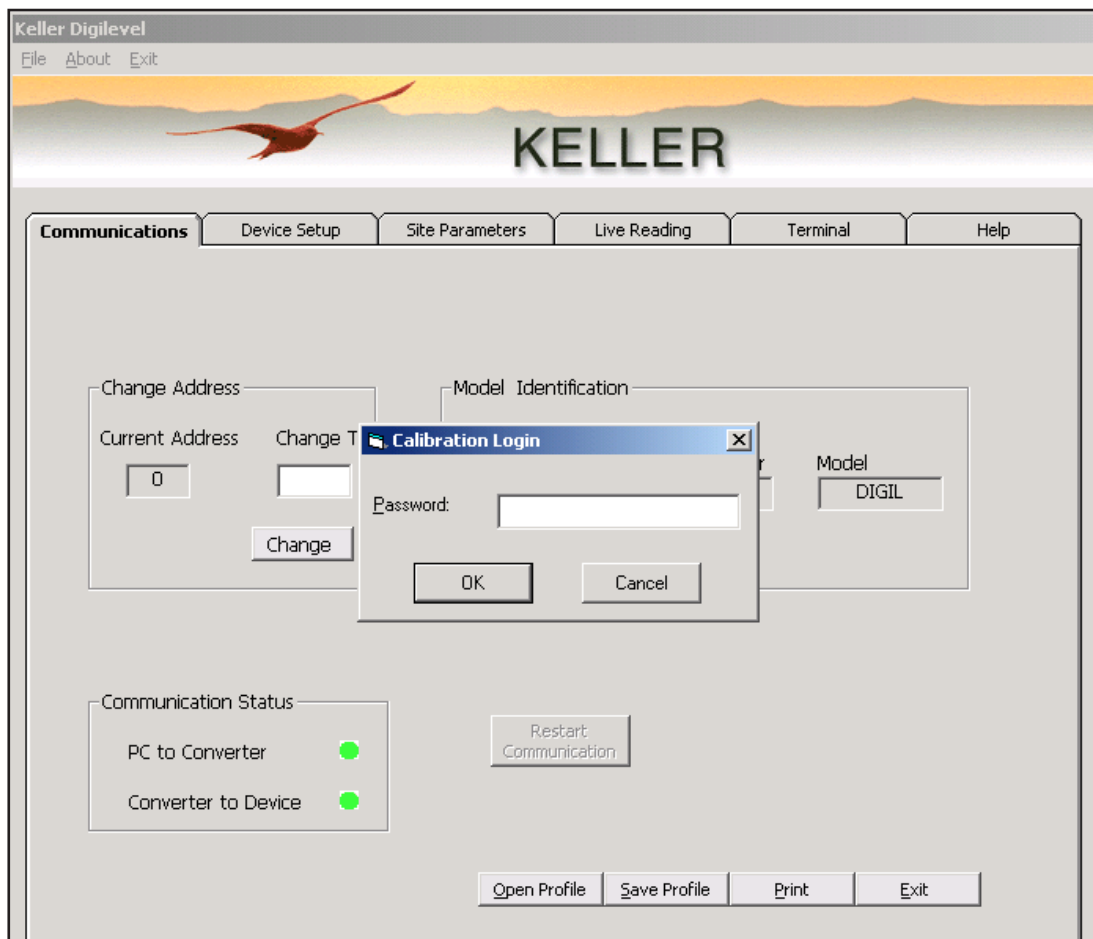 Keller Digilevel
File About Exit
KELLER
Communications Device Setup Site Parameters Live Reading Terminal Help
Change Address
Model Identification
Current Address Change T
Model
0
DIGIL
Change
Calibration Login
Password:
OK Cancel
Communication Status
PC to Converter
Converter to Device
Restart
Communication
Open Profile Save Profile Print Exit